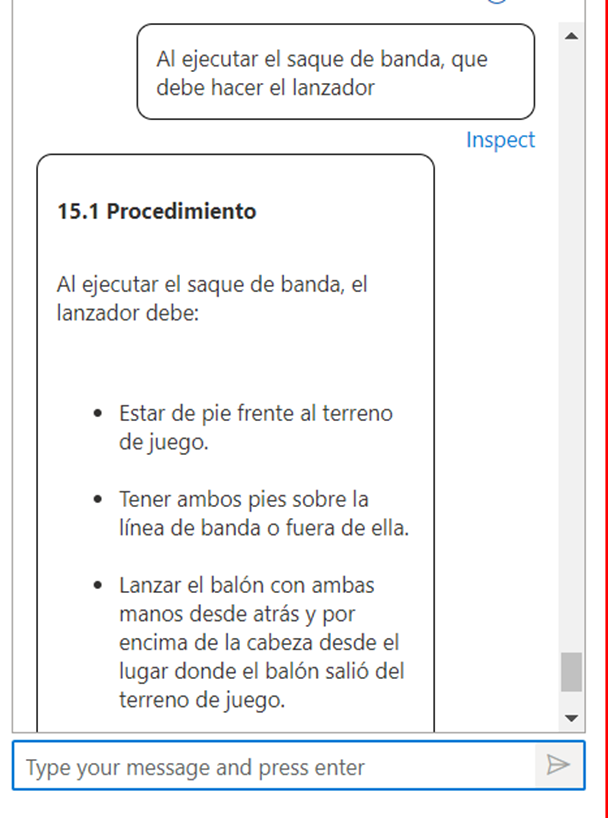 Al ejecutar el saque de banda, que
debe hacer el lanzador
Inspect
15.1 Procedimiento
Al ejecutar el saque de banda, el
lanzador debe:
• Estar de pie frente al terreno
de juego.
• Tener ambos pies sobre la
línea de banda o fuera de ella.
• Lanzar el balón con ambas
manos desde atrás y por
encima de la cabeza desde el
lugar donde el balón salió del
terreno de juego.
Type your message and press enter